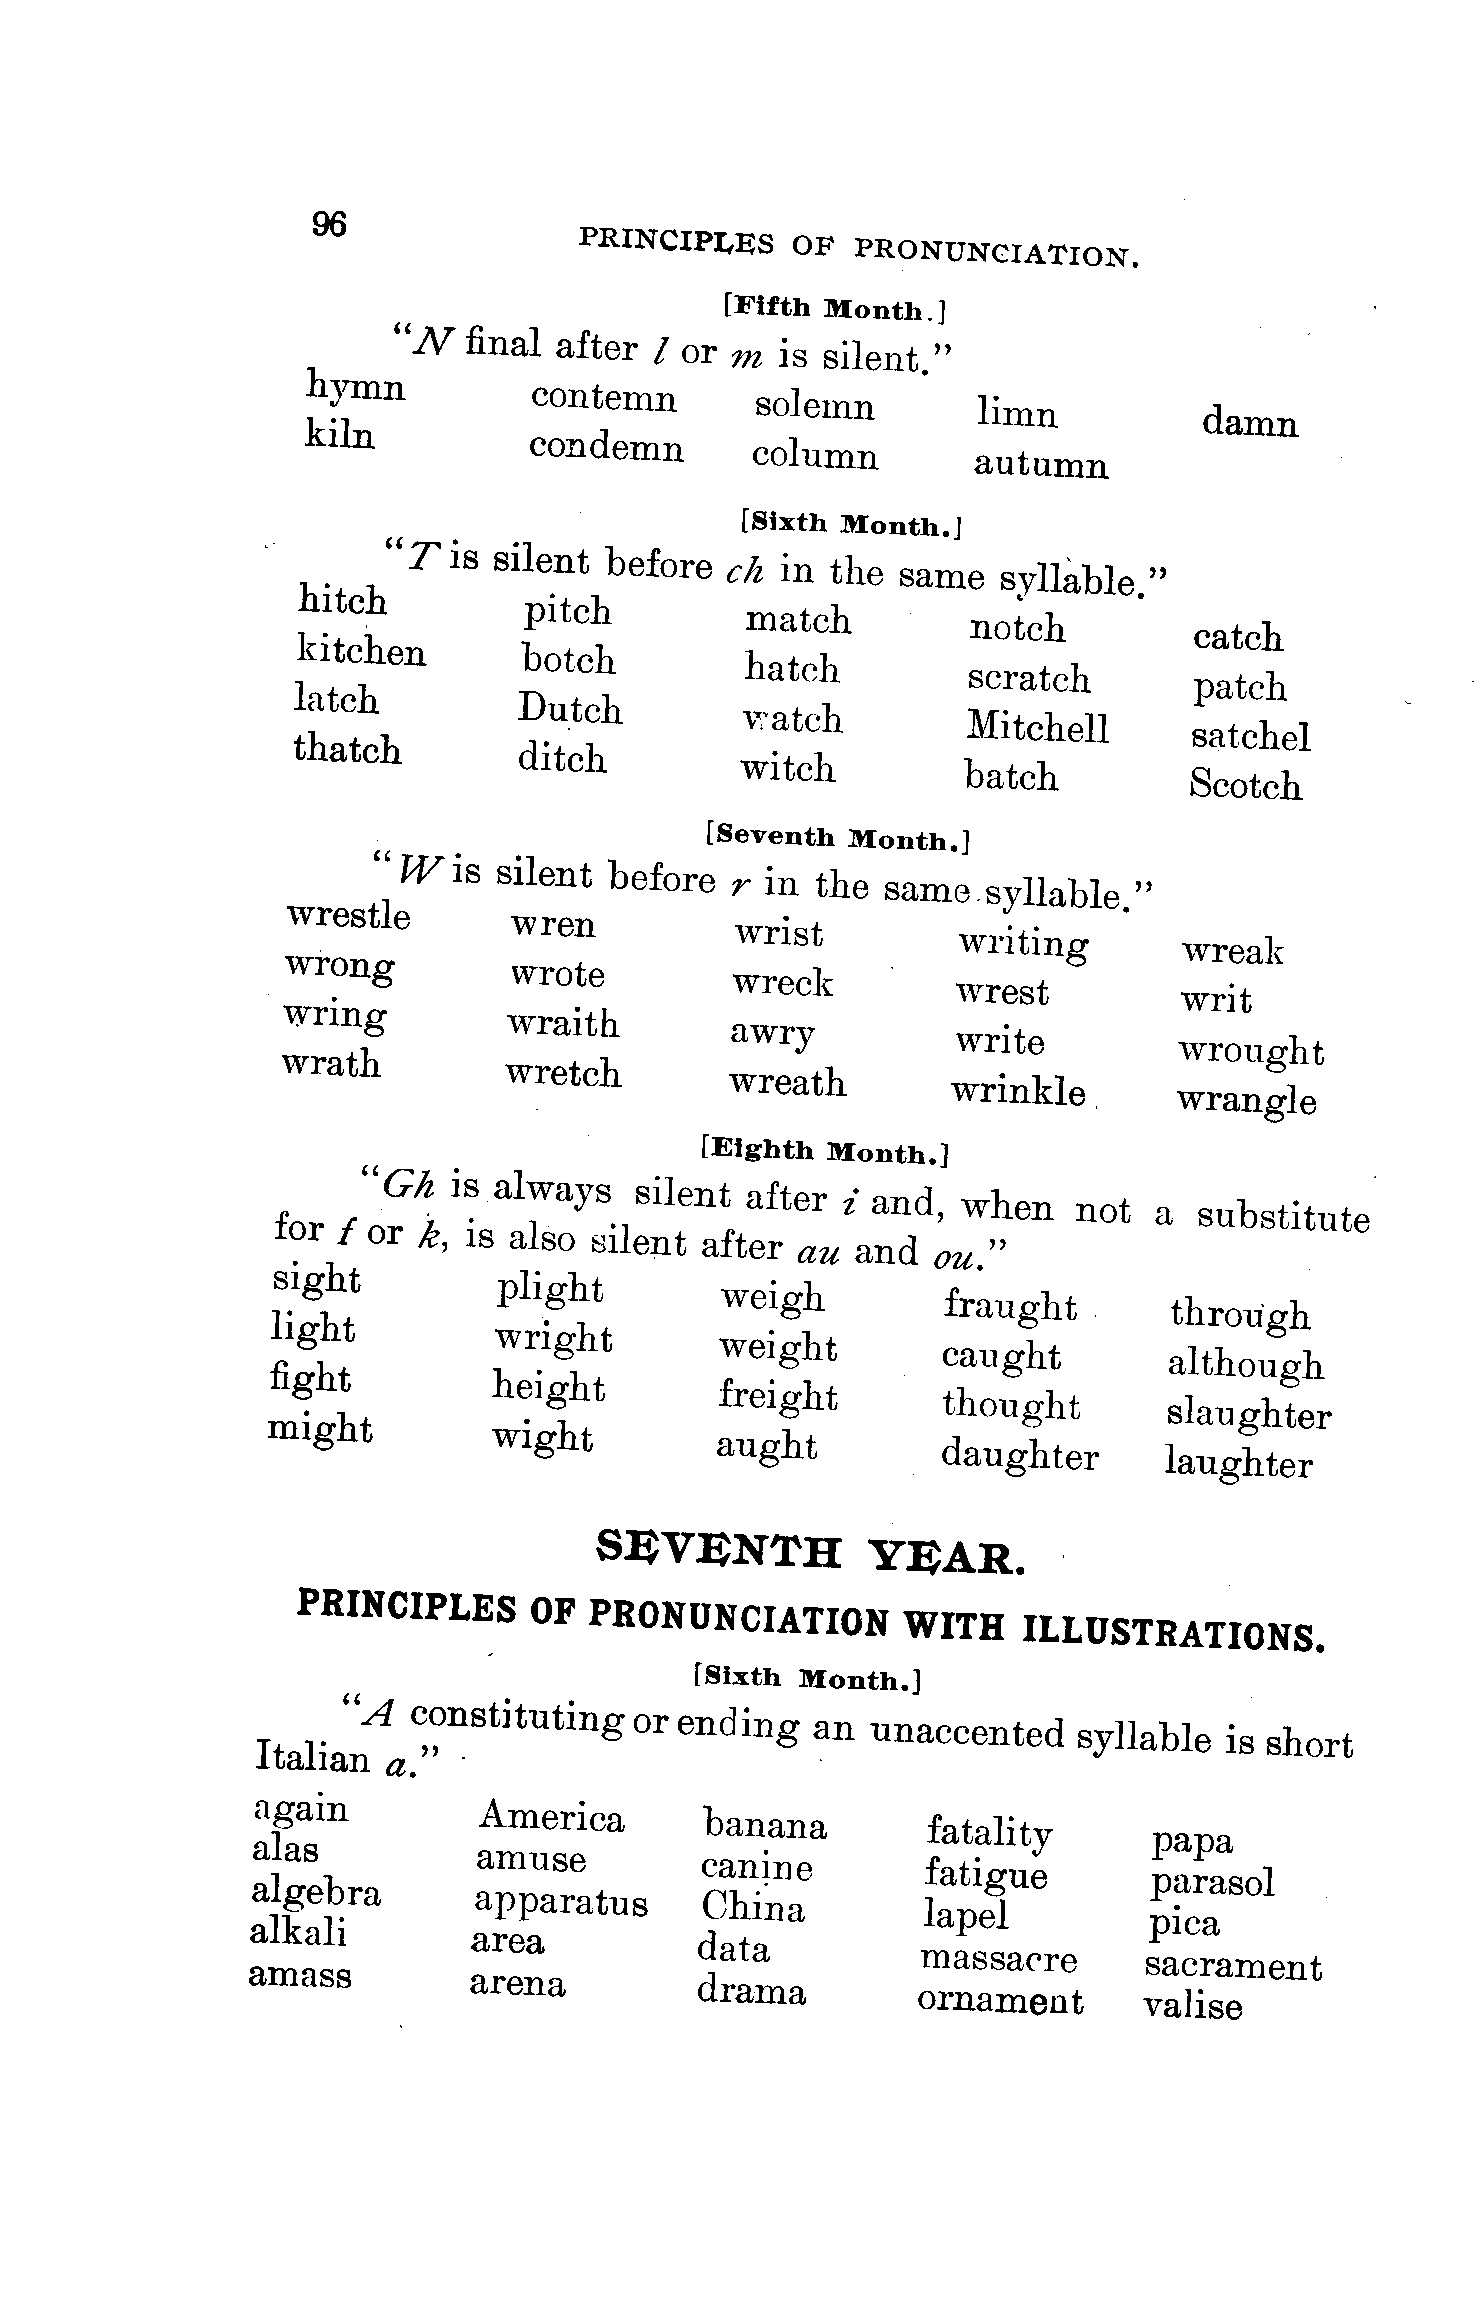 96
PRINCIPLES OF PRONUNCIATION.
[Fifth Month.]
"N final after l or m is silent."
hymn contemn solemn limn damn
kiln condemn column autumn
[Sixth Month.]
"T is silent before ch in the same syllable."
hitch pitch match notch catch
kitchen botch hatch scratch patch
latch Dutch watch Mitchell satchel
thatch ditch witch batch Scotch
[Seventh Month.]
"W is silent before r in the same syllable."
wrestle wren wrist writing wreak
wrong wrote wreck wrest writ
wring wraith awry write wrought
wrath wretch wreath wrinkle wrangle
[Eighth Month.]
"Gh is always silent after i and, when not a substitute
for f or k, is also silent after au and ou."
sight plight weigh fraught through
light wright weight caught although
fight height freight thought slaughter
might wight aught daughter laughter
SEVENTH YEAR.
PRINCIPLES OF PRONUNCIATION WITH ILLUSTRATIONS.
[Sixth Month.]
"A constituting or ending an unaccented syllable is short
Italian a."
again America banana fatality papa
alas amuse canine fatigue parasol
algebra apparatus China lapel pica
alkali area data massacre sacrament
amass arena drama ornament valise